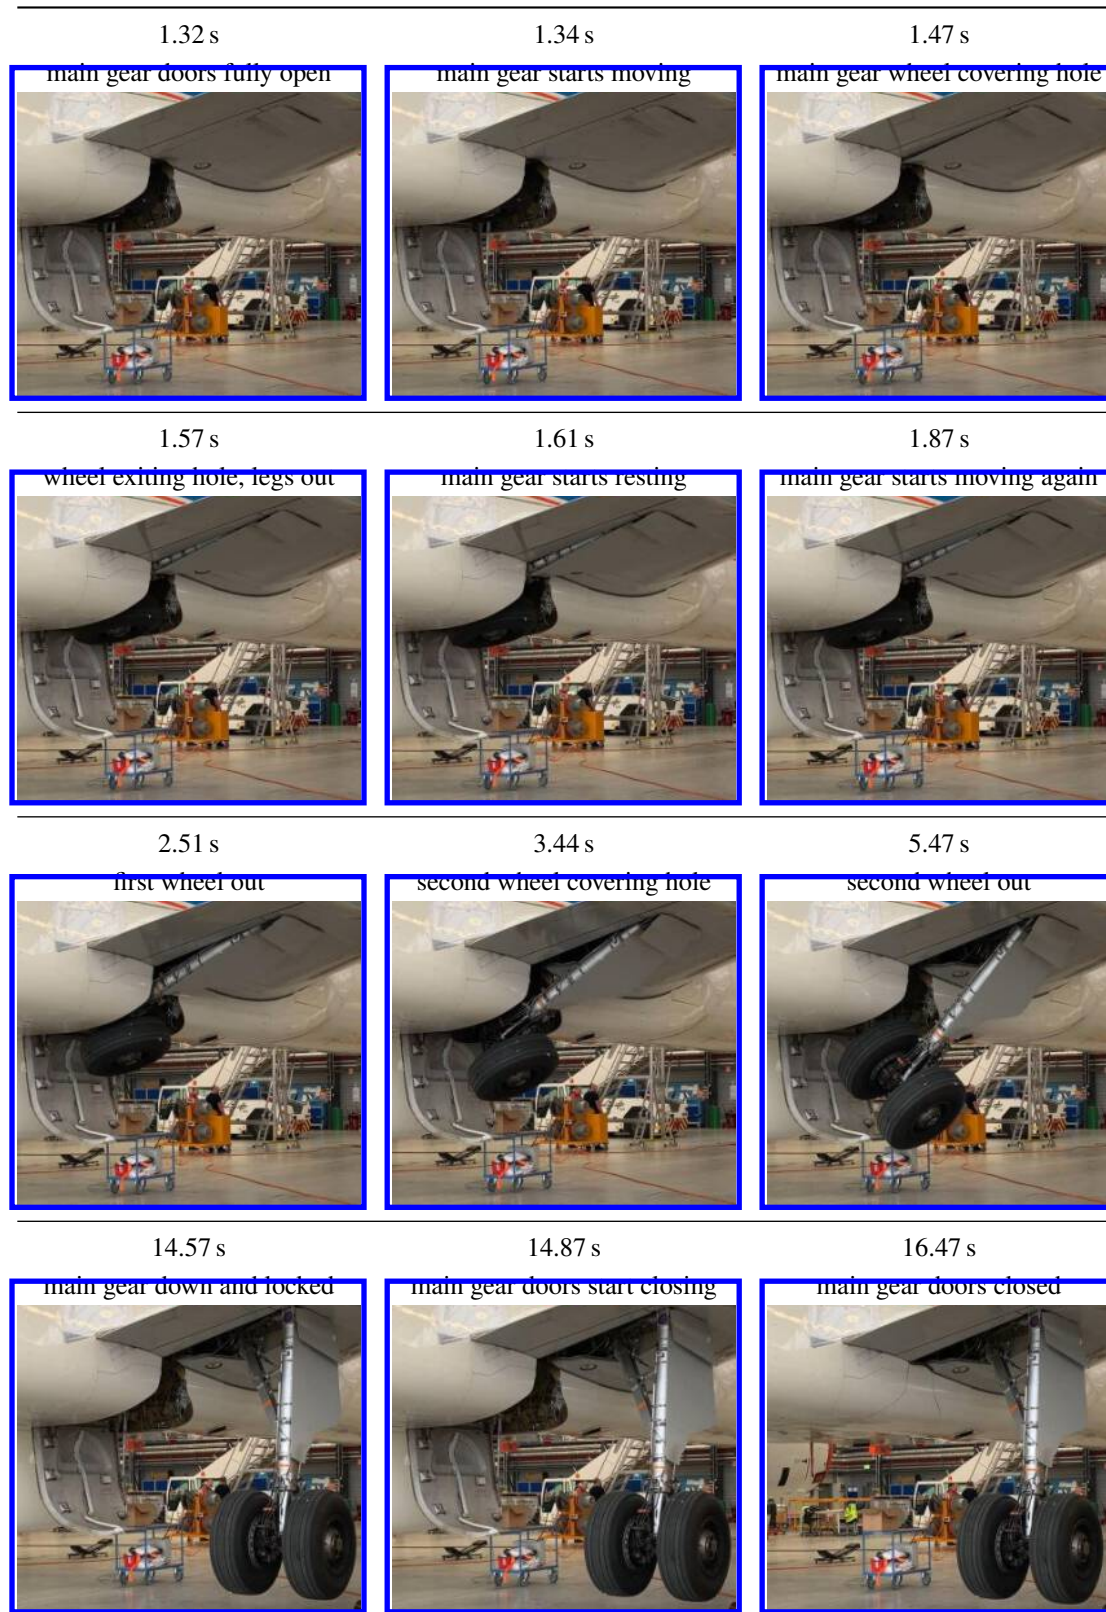 1.32 s
1.34 s
1.47 s
main gear doors fully open
main gear starts moving
main gear wheel covering hole
1.57 s
1.61 s
1.87 s
wheel exiting hole, legs out
main gear starts resting
main gear starts moving again
2.51 s
3.44 s
5.47 s
first wheel out
second wheel covering hole
second wheel out
14.57 s
14.87 s
16.47 s
main gear down and locked
main gear doors start closing
main gear doors closed